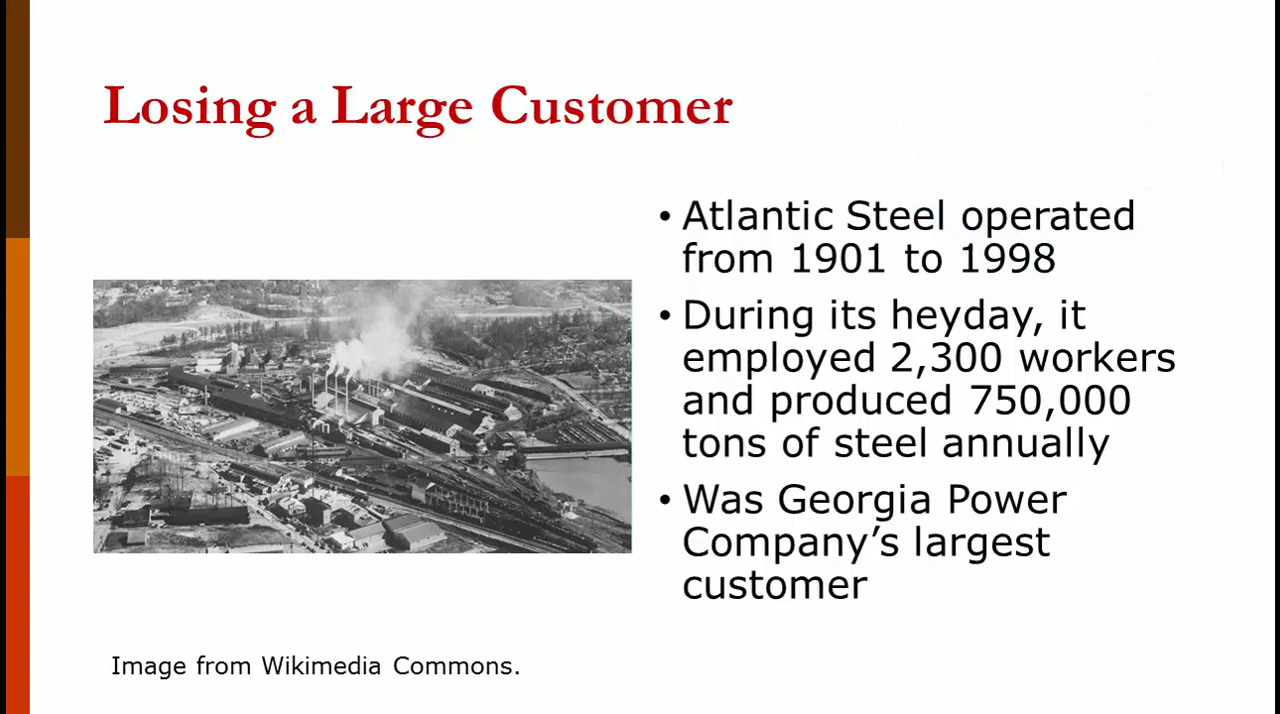 Losing a Large Customer
• Atlantic Steel operated
from 1901 to 1998
• During its heyday, it
employed 2,300 workers
and produced 750,000
tons of steel annually
• Was Georgia Power
Company’s largest
customer
Image from Wikimedia Commons.